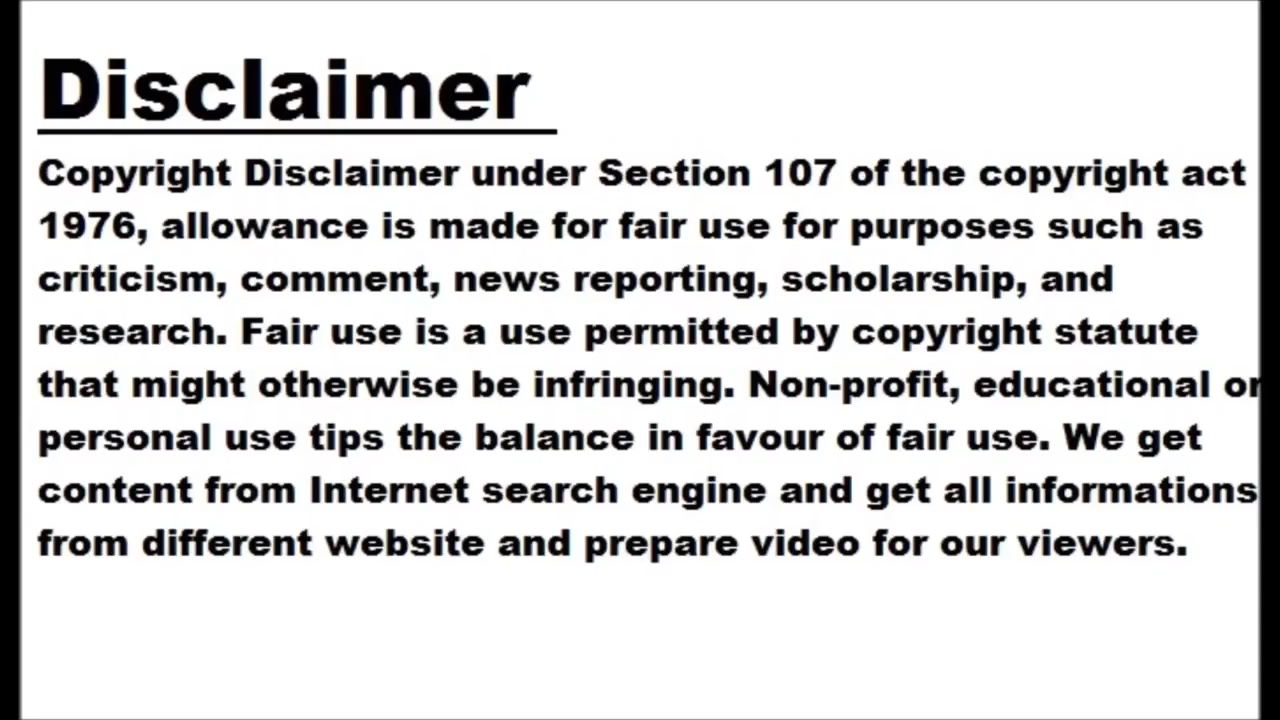 Disclaimer
Copyright Disclaimer under Section 107 of the copyright act
1976, allowance is made for fair use for purposes such as
criticism, comment, news reporting, scholarship, and
research. Fair use is a use permitted by copyright statute
that might otherwise be infringing. Non-profit, educational or
personal use tips the balance in favour of fair use. We get
content from Internet search engine and get all informations
from different website and prepare video for our viewers.